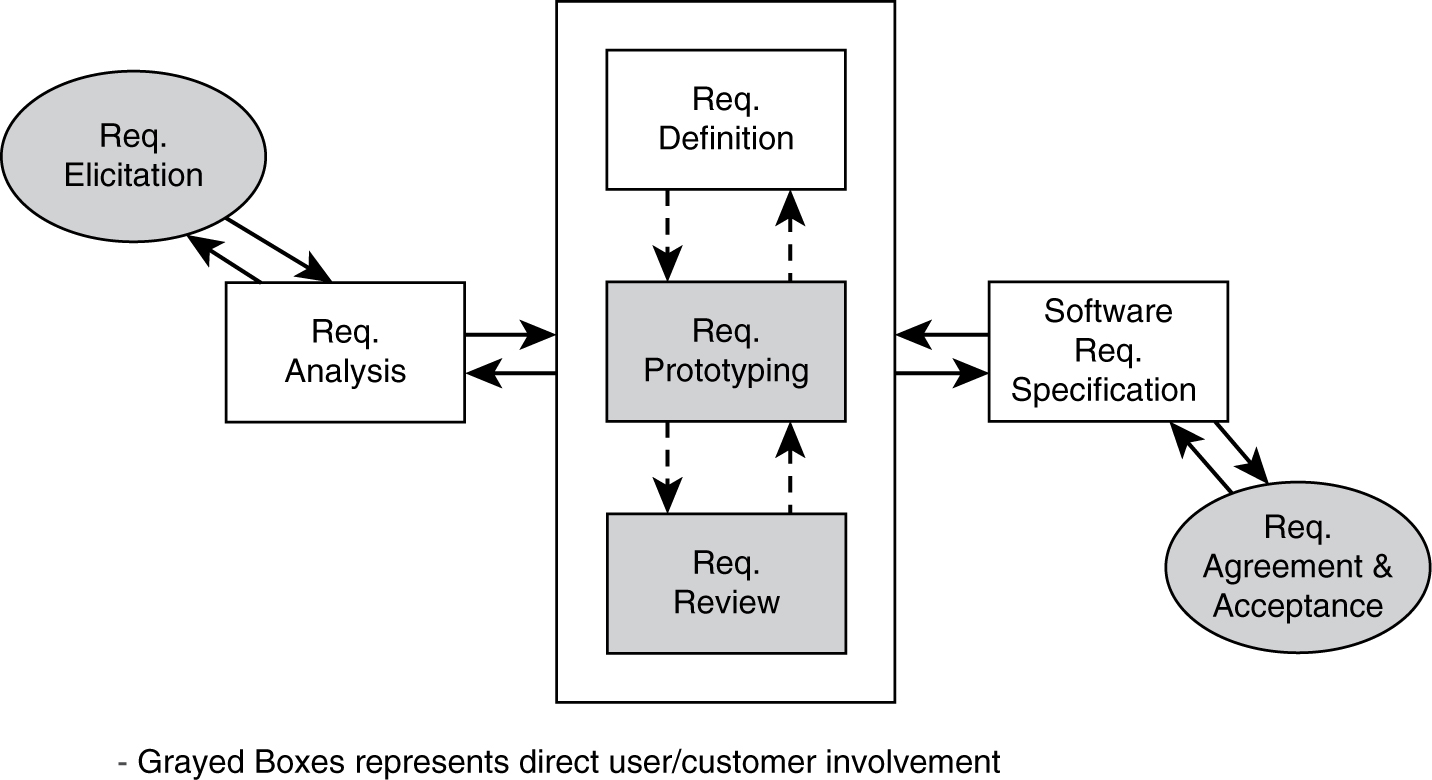 Req.
Elicitation
Req.
Analysis
Req.
Definition
Req.
Prototyping
Req.
Review
Software
Req.
Specification
Req.
Agreement &
Acceptance
- Grayed Boxes represents direct user/customer involvement